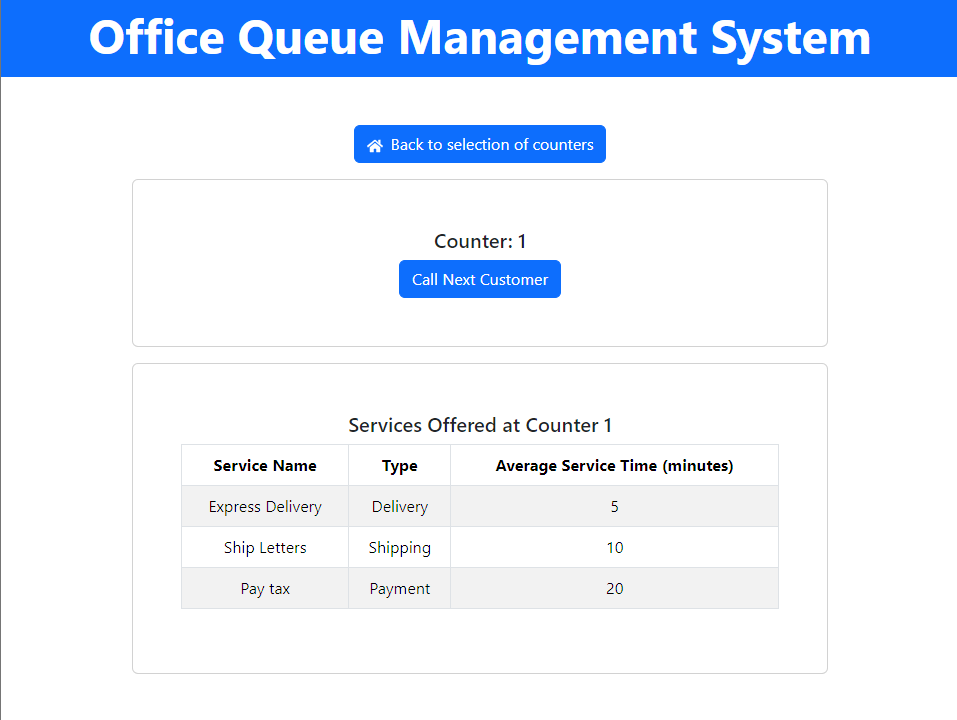 Office Queue Management System
Back to selection of counters
Counter: 1
Call Next Customer
Services Offered at Counter 1
Service Name Type Average Service Time (minutes)
Express Delivery Delivery 5
Ship Letters Shipping 10
Pay tax Payment 20